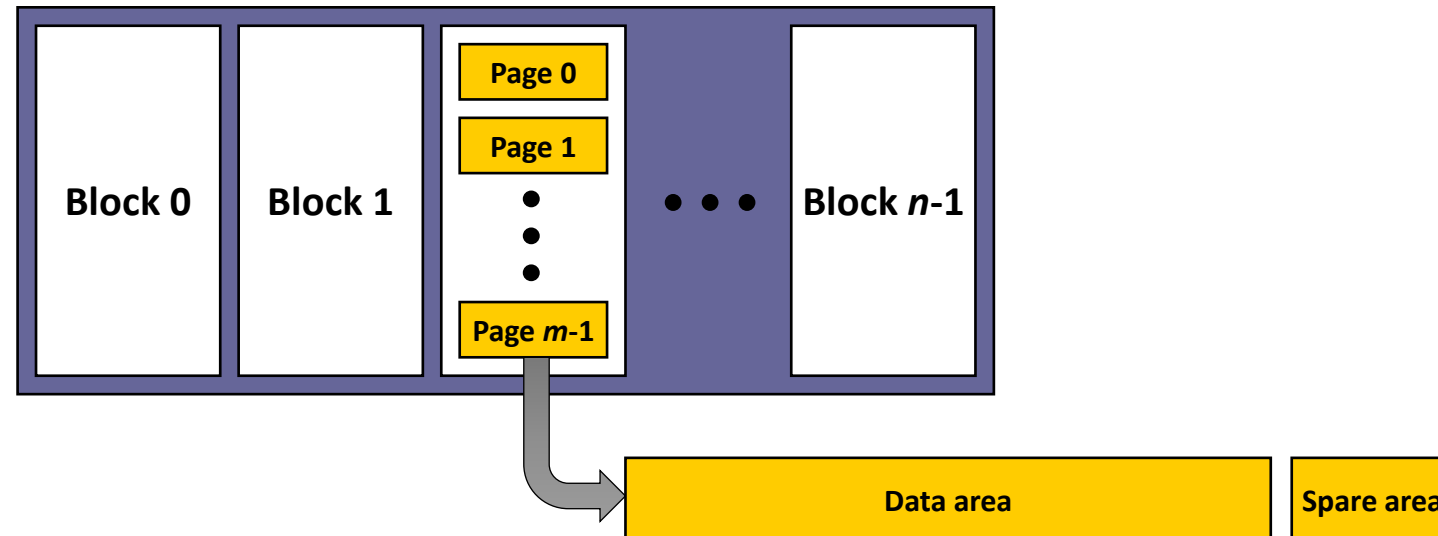 Block 0
Block 1
Page 0
Page 1
Page m-1
Block n-1
Data area
Spare area